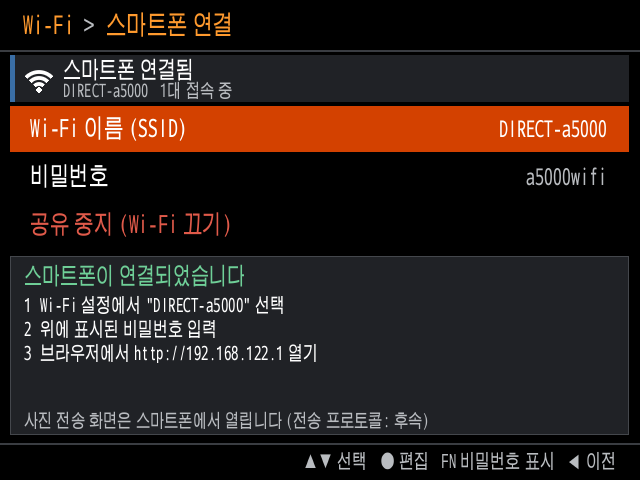 Wi-Fi > 스마트폰 연결
스마트폰 연결됨
DIRECT-a5000 1대 접속 중
Wi-Fi 이름 (SSID) DIRECT-a5000
비밀번호 a5000wifi
공유 중지 (Wi-Fi 끄기)
스마트폰이 연결되었습니다
1 Wi-Fi 설정에서 "DIRECT-a5000" 선택
2 위에 표시된 비밀번호 입력
3 브라우저에서 http://192.168.122.1 열기
사진 전송 화면은 스마트폰에서 열립니다 (전송 프로토콜: 후속)
▲▼ 선택 ● 편집 FN 비밀번호 표시 ◀ 이전